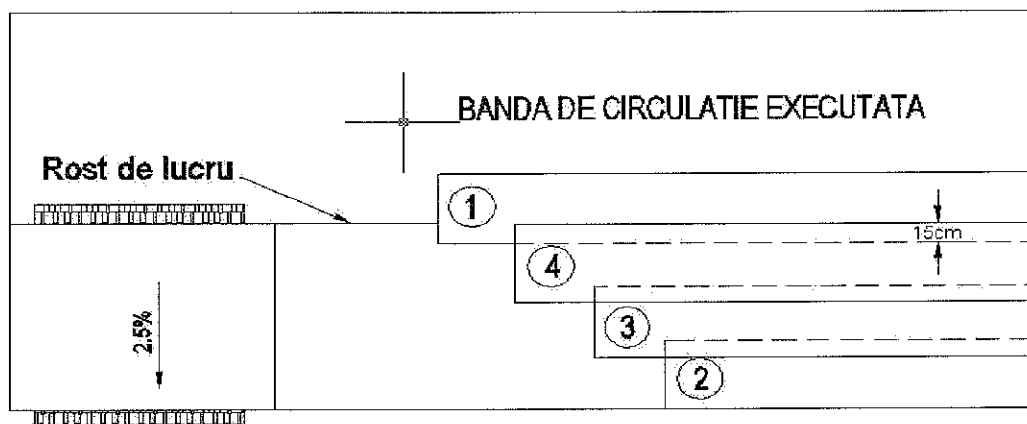 BANDA DE CIRCULATIE EXECUTATA
Rost de lucru
1
15cm
4
2.5%
3
2